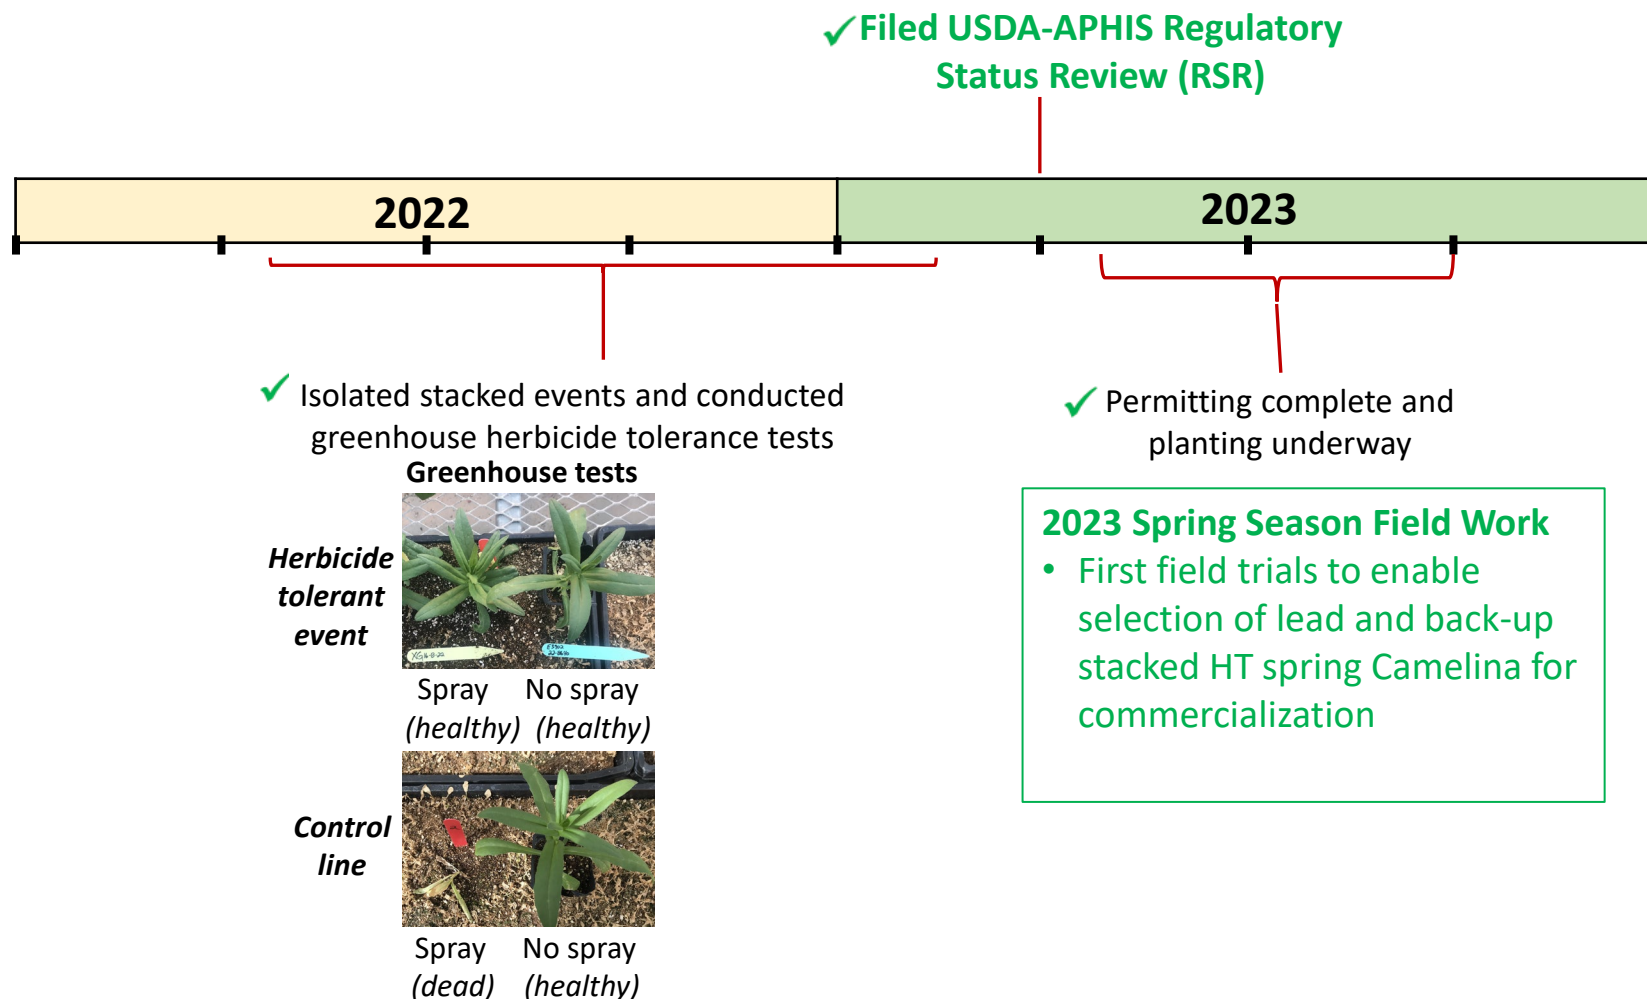 Filed USDA-APHIS Regulatory
Status Review (RSR)
2022
2023
Isolated stacked events and conducted
greenhouse herbicide tolerance tests
Greenhouse tests
Herbicide
tolerant
event
Spray No spray
(healthy) (healthy)
Control
line
Spray No spray
(dead) (healthy)
Permitting complete and
planting underway
2023 Spring Season Field Work
• First field trials to enable
selection of lead and back-up
stacked HT spring Camelina for
commercialization